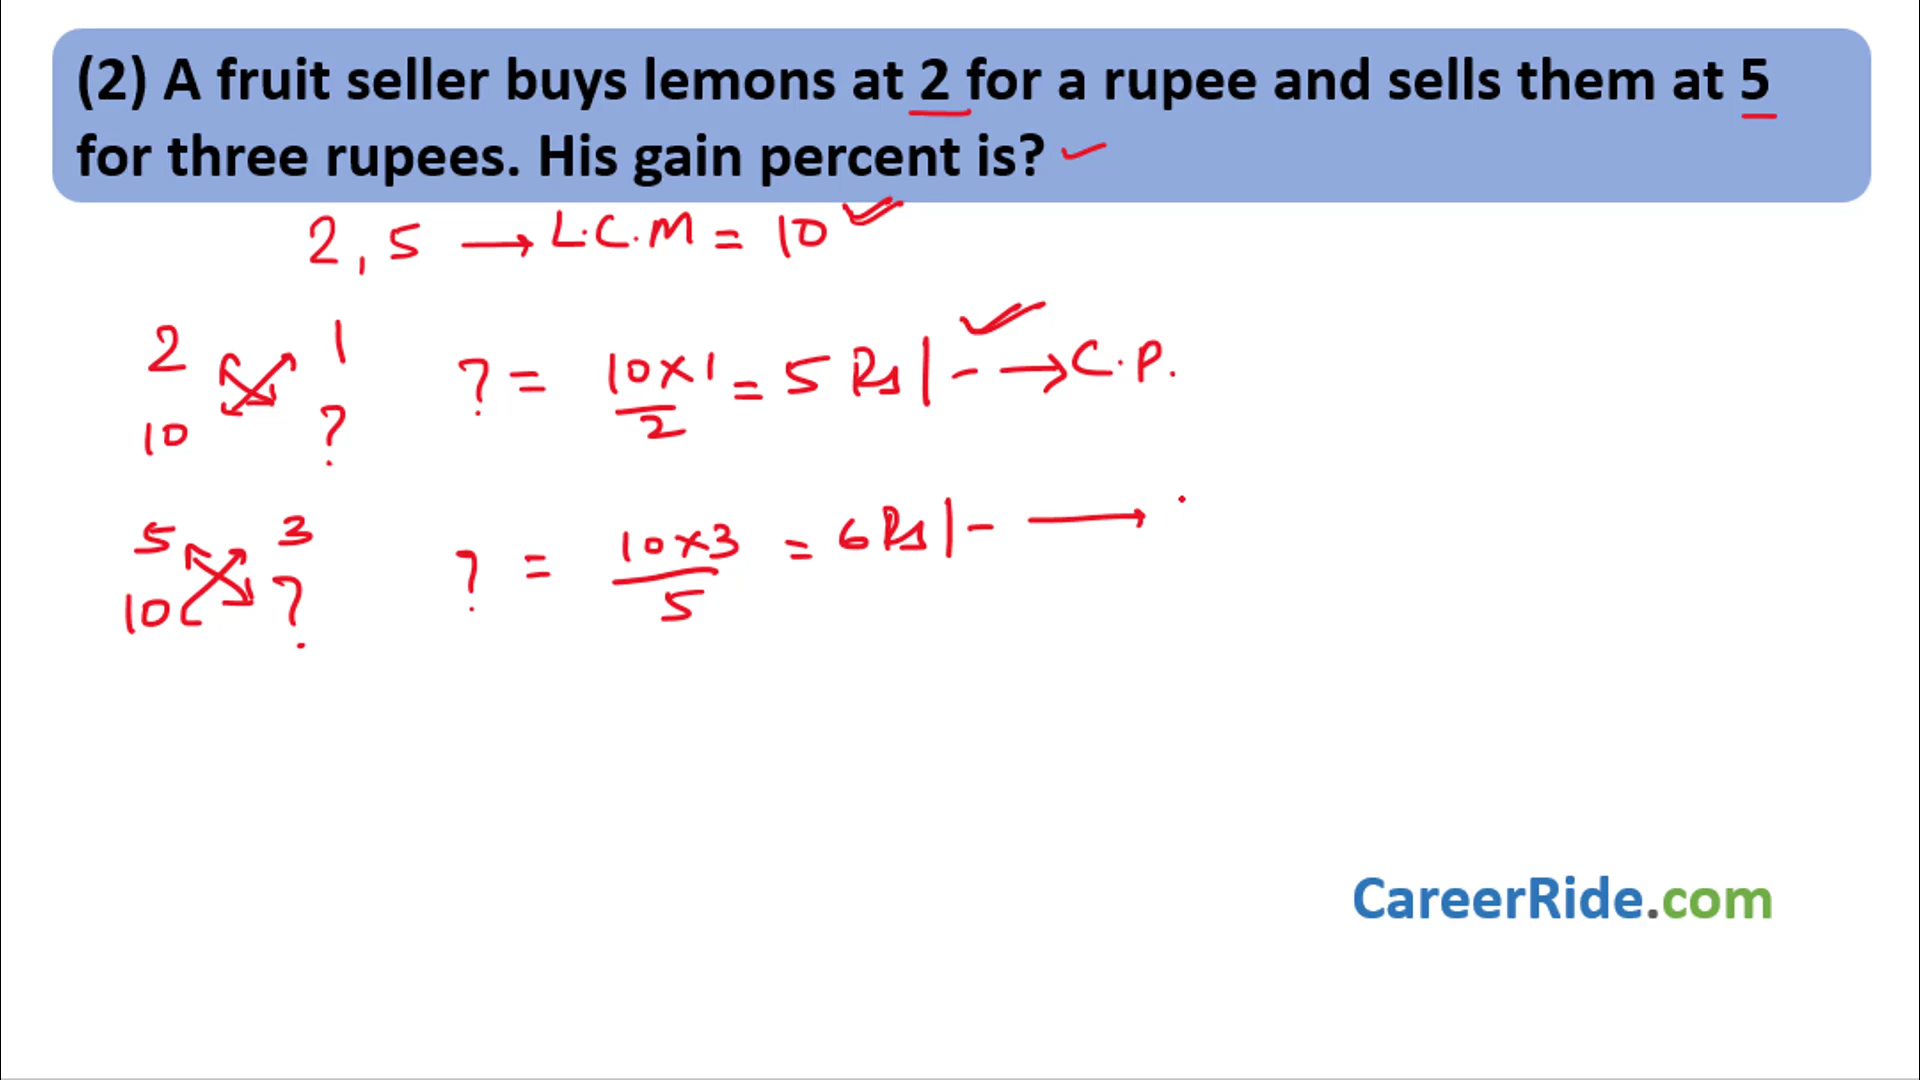 (2) A fruit seller buys lemons at 2 for a rupee and sells them at 5
for three rupees. His gain percent is?
2, 5 → L.C.M = 10
2 1
10 ?
? = 10×1/2 = 5 Rs|- → C.P.
5 3
10 ?
? = 10×3/5 = 6 Rs|- →
CareerRide.com